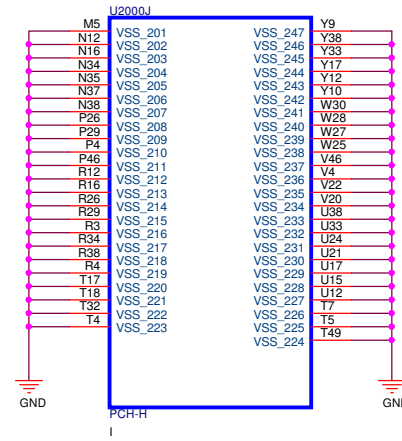 U2000J
M5 VSS_201 VSS_247 Y9
N12 VSS_202 VSS_246 Y38
N16 VSS_203 VSS_245 Y33
N34 VSS_204 VSS_244 Y17
N35 VSS_205 VSS_243 Y12
N37 VSS_206 VSS_242 Y10
N38 VSS_207 VSS_241 W30
P26 VSS_208 VSS_240 W28
P29 VSS_209 VSS_239 W27
P4 VSS_210 VSS_238 W25
P46 VSS_211 VSS_237 V46
R12 VSS_212 VSS_236 V4
R16 VSS_213 VSS_235 V22
R26 VSS_214 VSS_234 V20
R29 VSS_215 VSS_233 U38
R3 VSS_216 VSS_232 U33
R34 VSS_217 VSS_231 U24
R38 VSS_218 VSS_230 U21
R4 VSS_219 VSS_229 U17
T17 VSS_220 VSS_228 U15
T18 VSS_221 VSS_227 U12
T32 VSS_222 VSS_226 T7
T4 VSS_223 VSS_225 T5
VSS_224 T49
GND GND
PCH-H